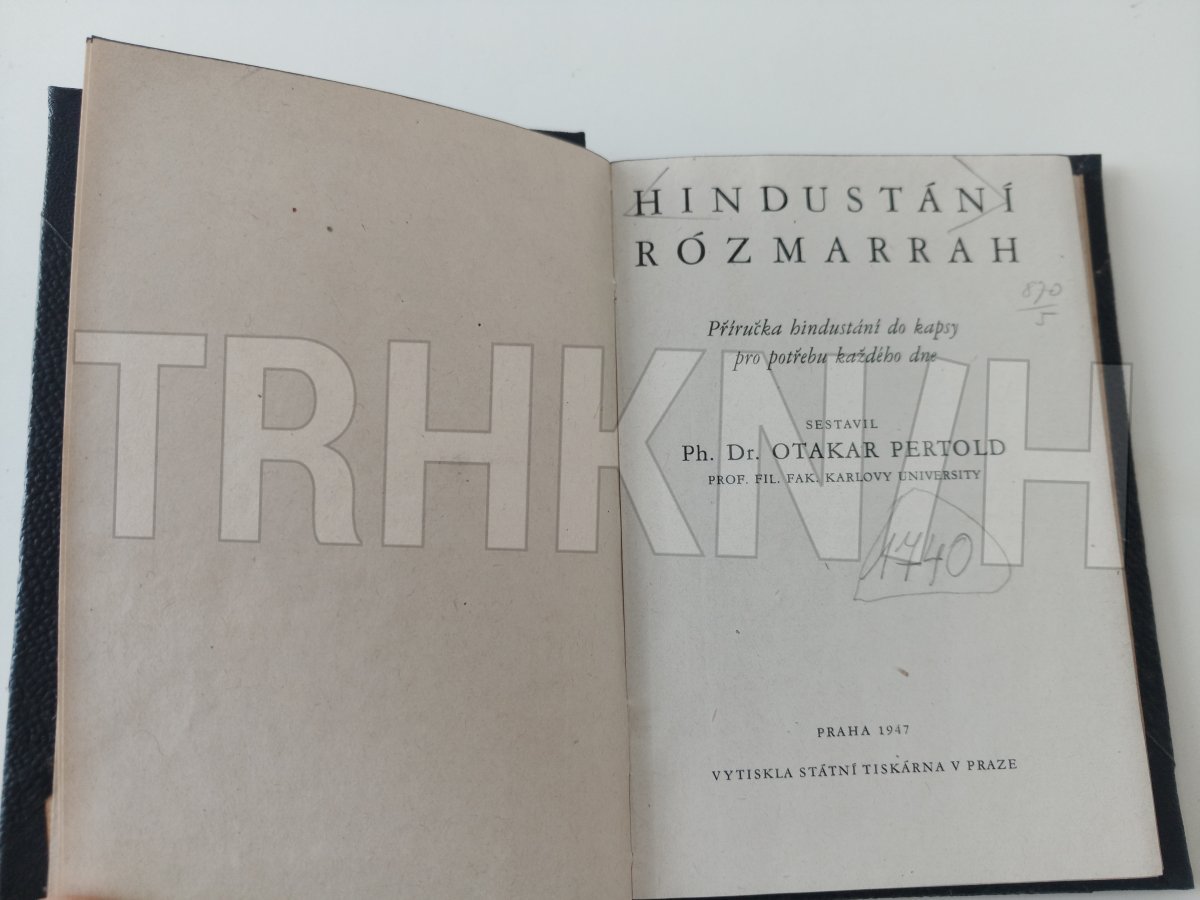 HINDUSTÁNÍ
RÓZMARRAH
870
5
Příručka hindustání do kapsy
pro potřebu každého dne
TRHKNIH
SESTAVIL
Ph. Dr. OTAKAR PERTOLD
PROF. FIL. FAK. KARLOVY UNIVERSITY
1740
PRAHA 1947
VYTISKLA STÁTNÍ TISKÁRNA V PRAZE